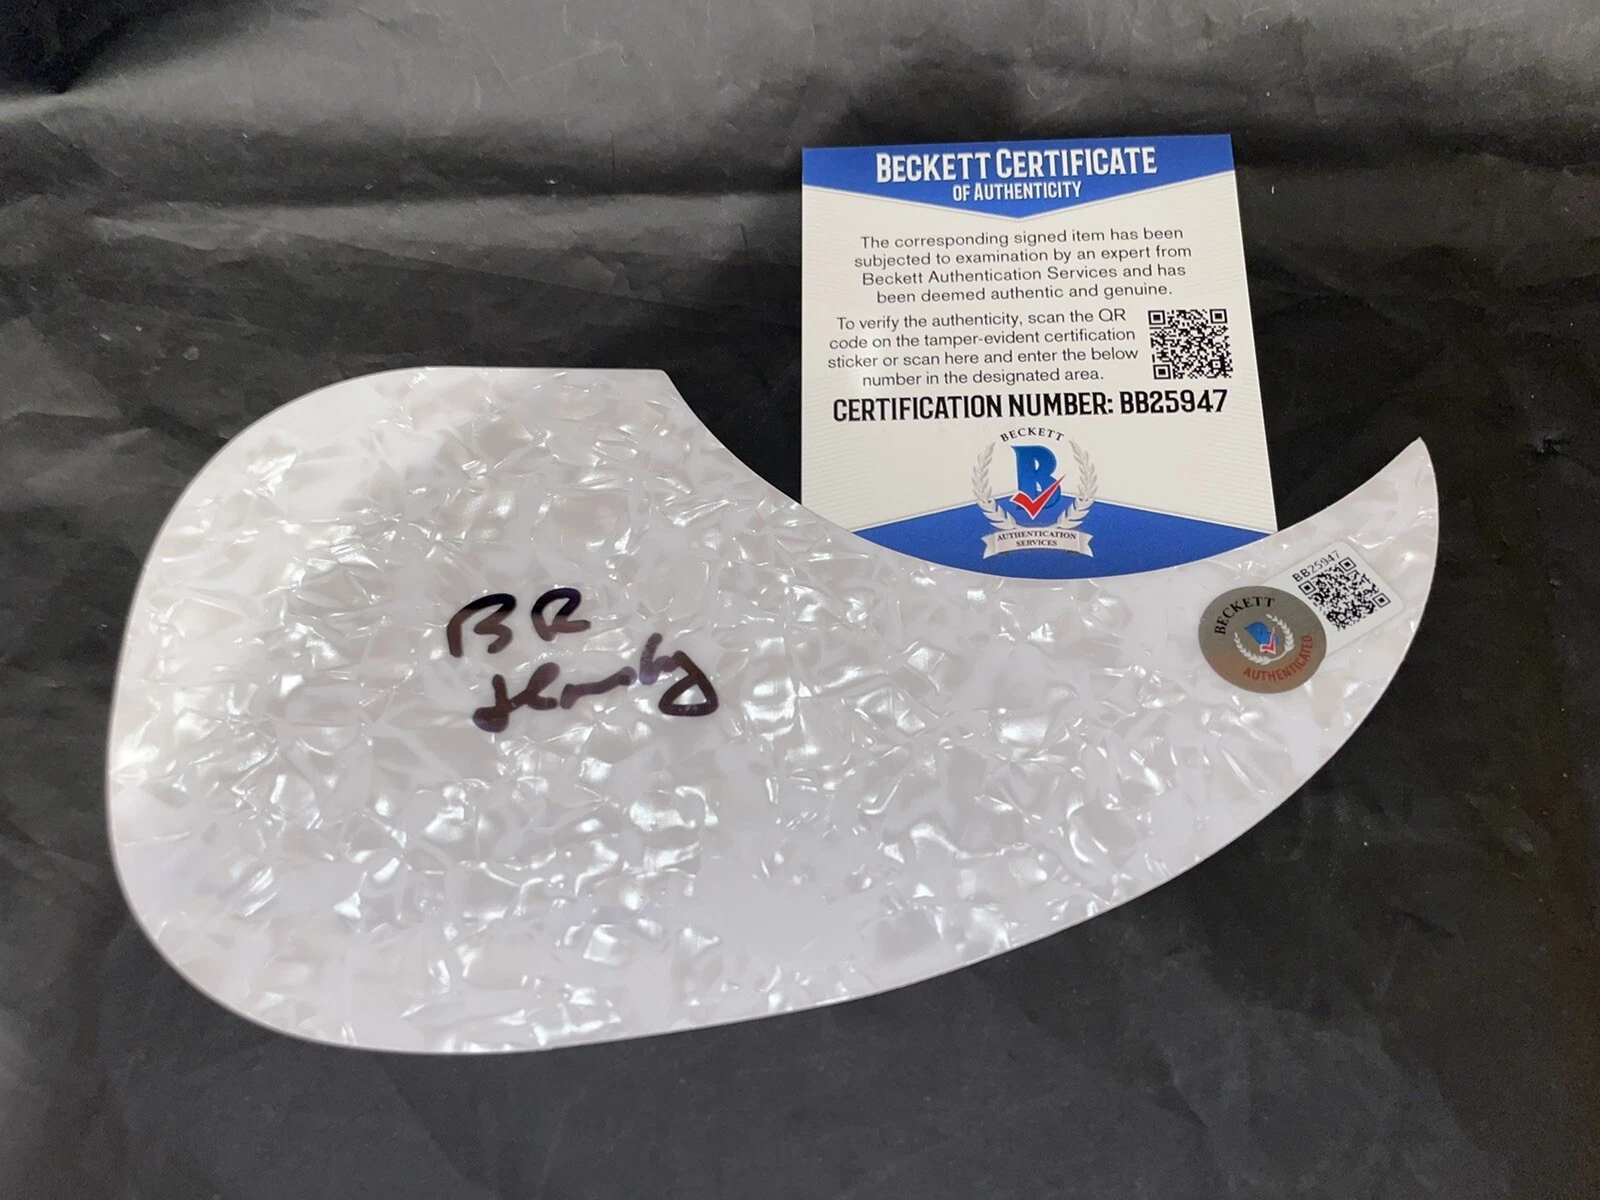 BECKETT CERTIFICATE
OF AUTHENTICITY
The corresponding signed item has been
subjected to examination by an expert from
Beckett Authentication Services and has
been deemed authentic and genuine.
To verify the authenticity, scan the QR
code on the tamper-evident certification
sticker or scan here and enter the below
number in the designated area.
CERTIFICATION NUMBER: BB25947
BECKETT
B
AUTHENTICATION
SERVICES
BB25947
BECKETT
B
AUTHENTICATED
BR
Hornsby